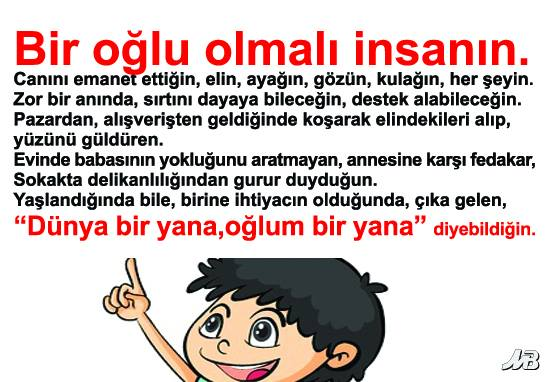 Bir oğlu olmalı insanın.
Canını emanet ettiğin, elin, ayağın, gözün, kulağın, her şeyin.
Zor bir anında, sırtını dayaya bileceğin, destek alabileceğin.
Pazardan, alışverişten geldiğinde koşarak elindekileri alıp,
yüzünü güldüren.
Evinde babasının yokluğunu aratmayan, annesine karşı fedakar,
Sokakta delikanlılığından gurur duyduğun.
Yaşlandığında bile, birine ihtiyacın olduğunda, çıka gelen,
“Dünya bir yana,oğlum bir yana” diyebildiğin.
MB